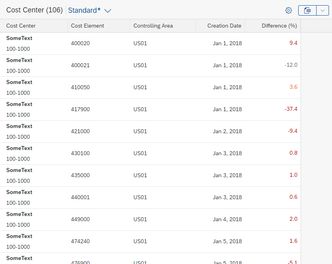 Cost Center (106) Standard*
Cost Center Cost Element Controlling Area Creation Date Difference (%)
SomeText
100-1000 400020 US01 Jan 1, 2018 9.4
SomeText
100-1000 400021 US01 Jan 1, 2018 -12.0
SomeText
100-1000 410050 US01 Jan 1, 2018 3.6
SomeText
100-1000 417900 US01 Jan 1, 2018 -37.4
SomeText
100-1000 421000 US01 Jan 2, 2018 -9.4
SomeText
100-1000 430100 US01 Jan 3, 2018 0.8
SomeText
100-1000 435000 US01 Jan 3, 2018 1.0
SomeText
100-1000 440001 US01 Jan 3, 2018 0.6
SomeText
100-1000 449000 US01 Jan 4, 2018 2.0
SomeText
100-1000 474240 US01 Jan 5, 2018 1.6
SomeText
US01 Jan 5, 2018 -5.1